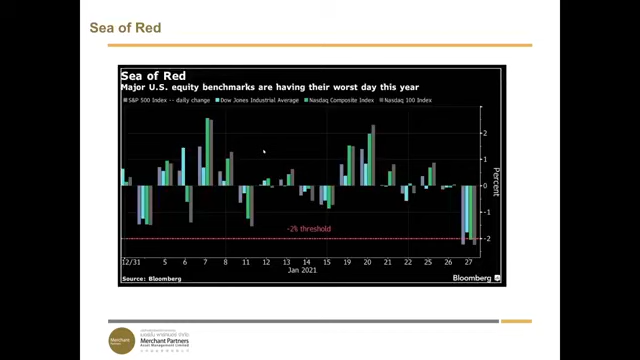 Sea of Red
Sea of Red
Major U.S. equity benchmarks are having their worst day this year
S&P 500 Index -- daily change Dow Jones Industrial Average Nasdaq Composite Index Nasdaq 100 Index
2
1
0
-1
-2
Percent
-2% threshold
12/31 5 6 7 8 11 12 13 14 15 19 20 21 22 25 26 27
Jan 2021
Source: Bloomberg
Bloomberg
Merchant
Merchant Partners
Asset Management Limited